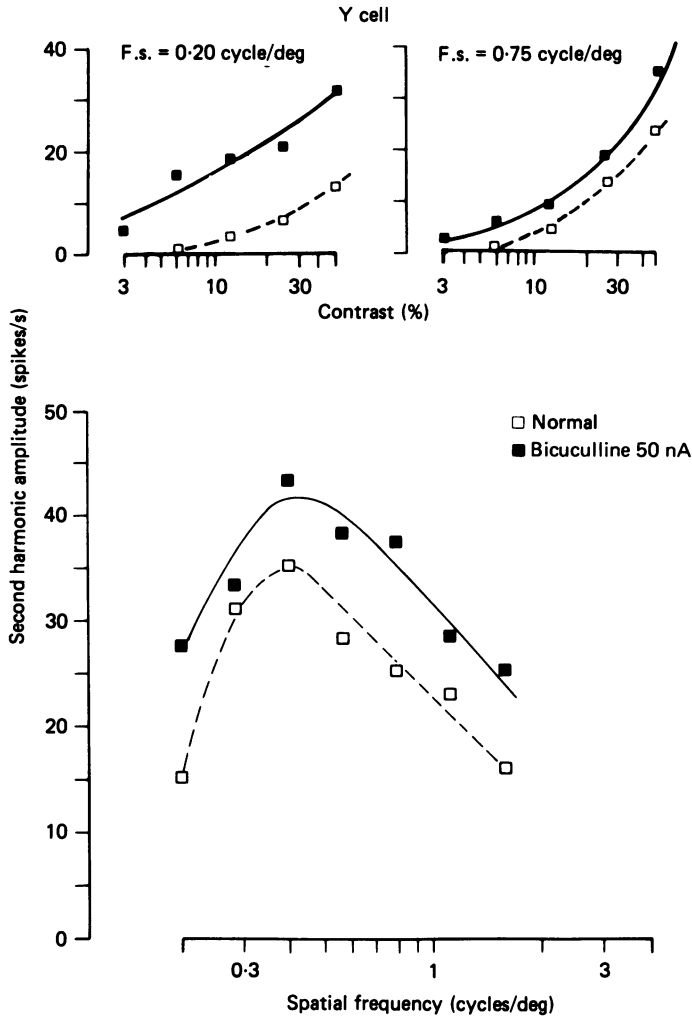 Y cell
F.s. = 0·20 cycle/deg
F.s. = 0·75 cycle/deg
40
20
0
3 10 30
3 10 30
Contrast (%)
Second harmonic amplitude (spikes/s)
Normal
Bicuculline 50 nA
50
40
30
20
10
0
0·3 1 3
Spatial frequency (cycles/deg)